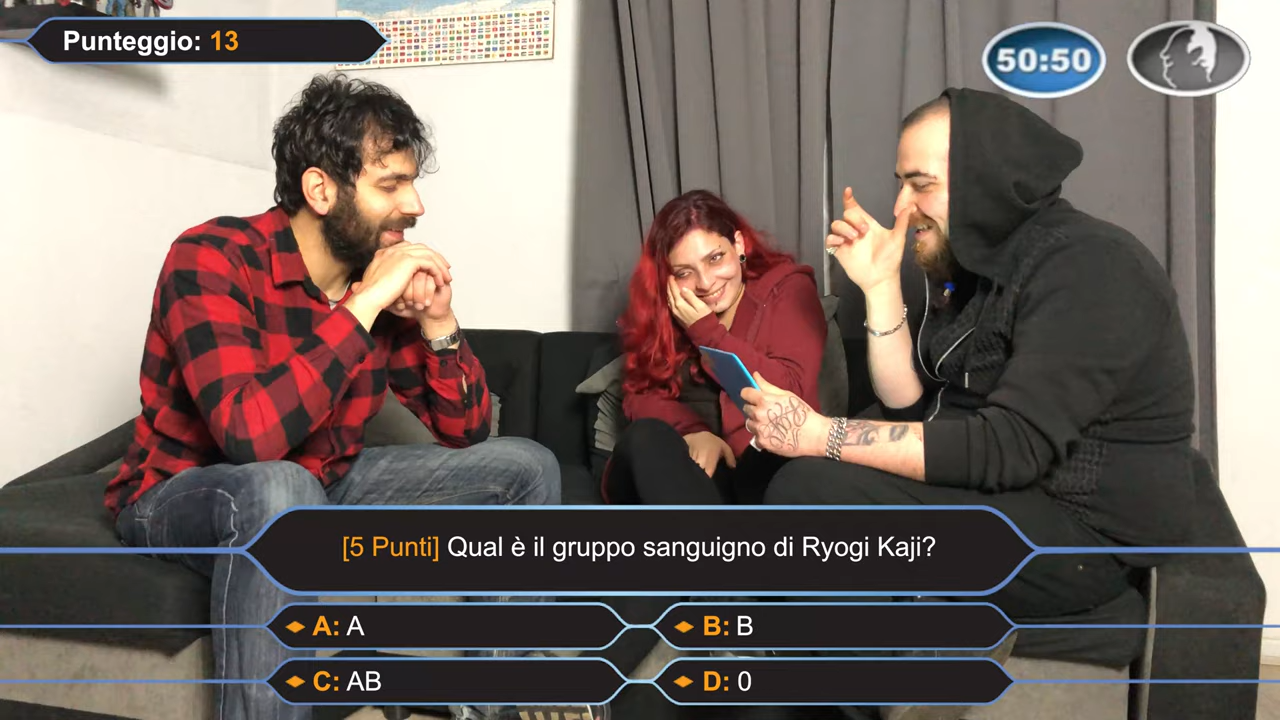 Punteggio: 13
50:50
[5 Punti] Qual è il gruppo sanguigno di Ryogi Kaji?
A: A
B: B
C: AB
D: 0